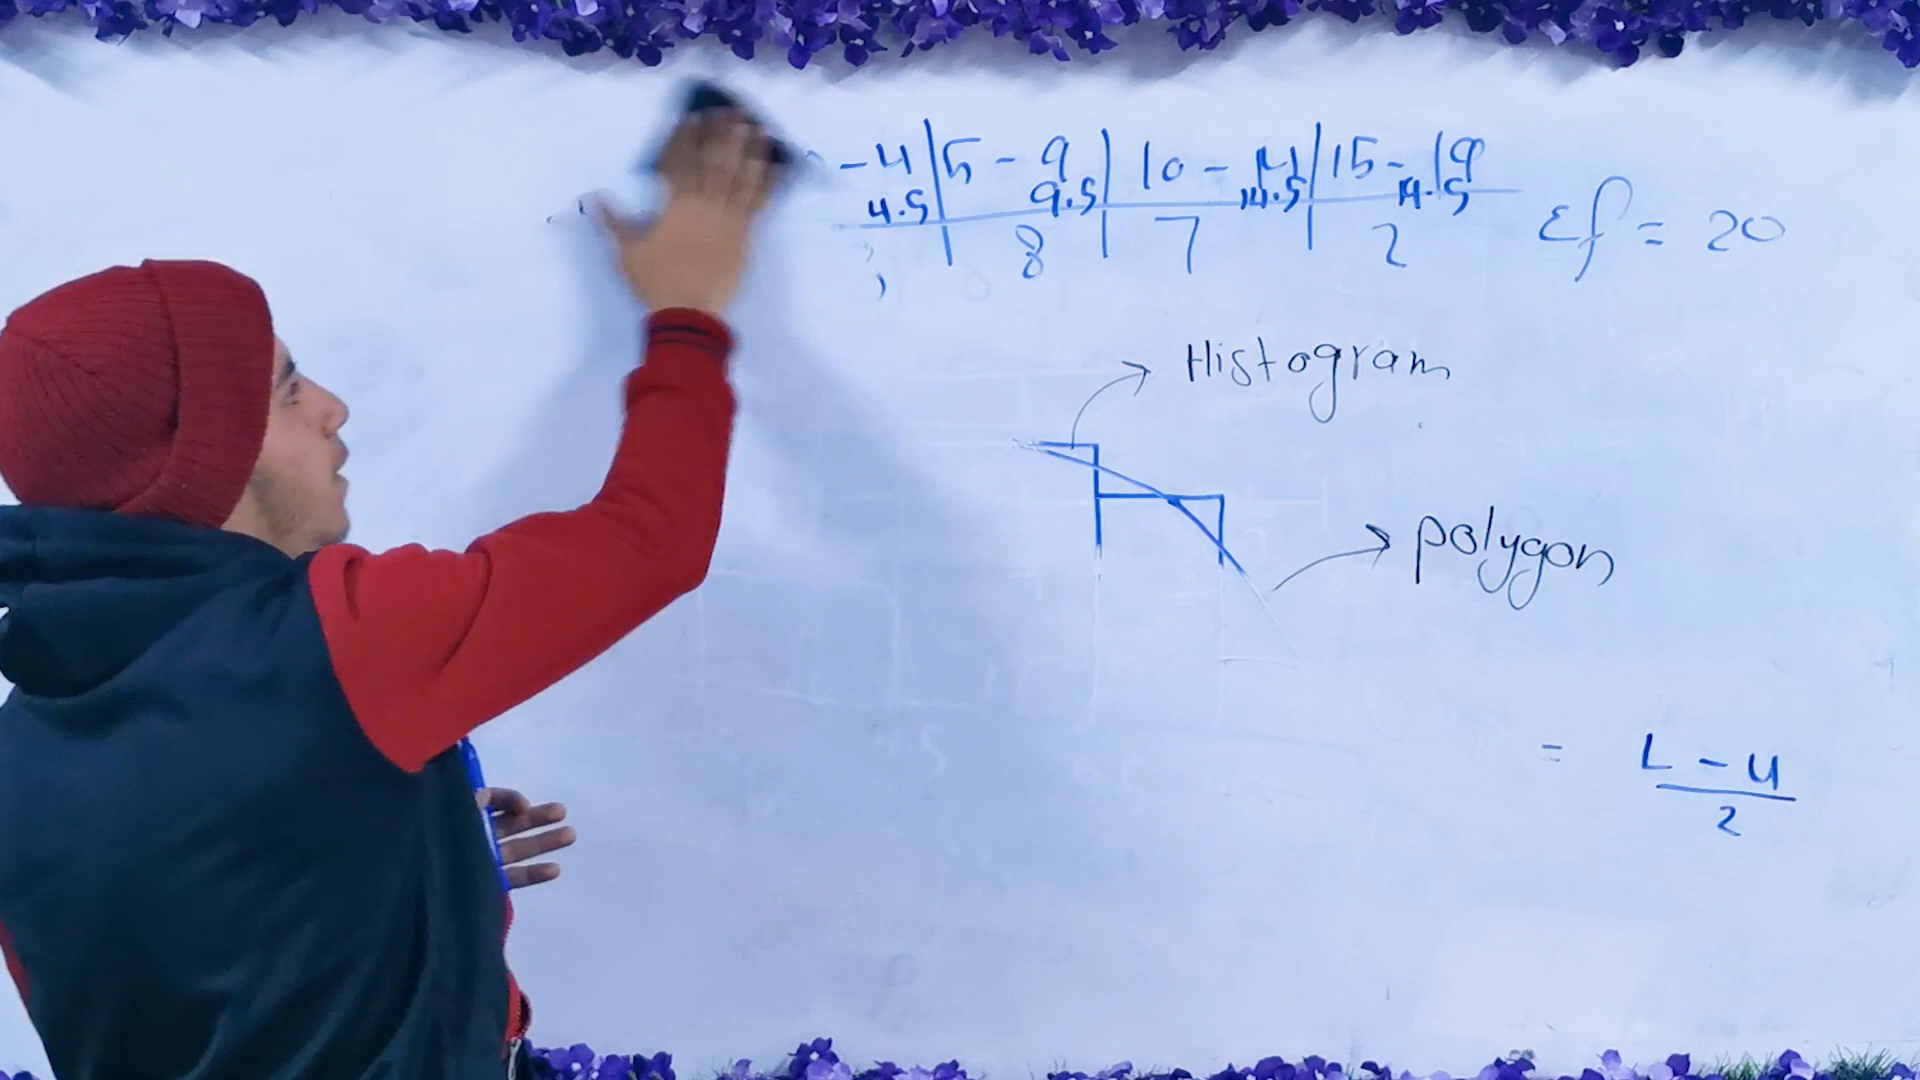 - 4 | 5 - 9 | 10 - 14 | 15 - 19
4.5 9.5 14.5 19.5
8 7 2 Σf = 20
Histogram
polygon
= L - U
2